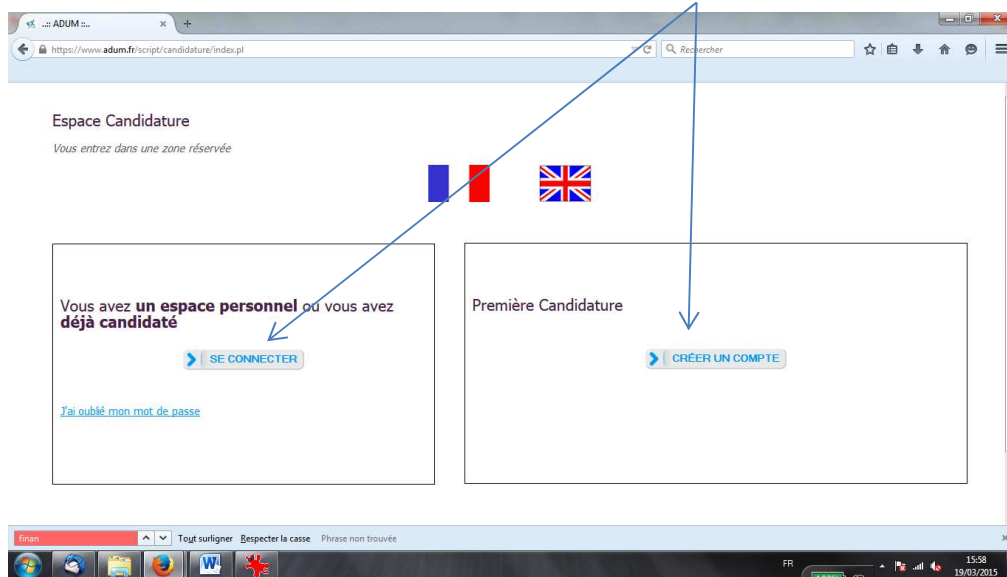 ..:: ADUM ::..
https://www.adum.fr/script/candidature/index.pl
Rechercher
Espace Candidature
Vous entrez dans une zone réservée
Vous avez un espace personnel ou vous avez
déjà candidaté
SE CONNECTER
J'ai oublié mon mot de passe
Première Candidature
CRÉER UN COMPTE
finan
Tout surligner Respecter la casse Phrase non trouvée
FR
100%
15:58
19/03/2015